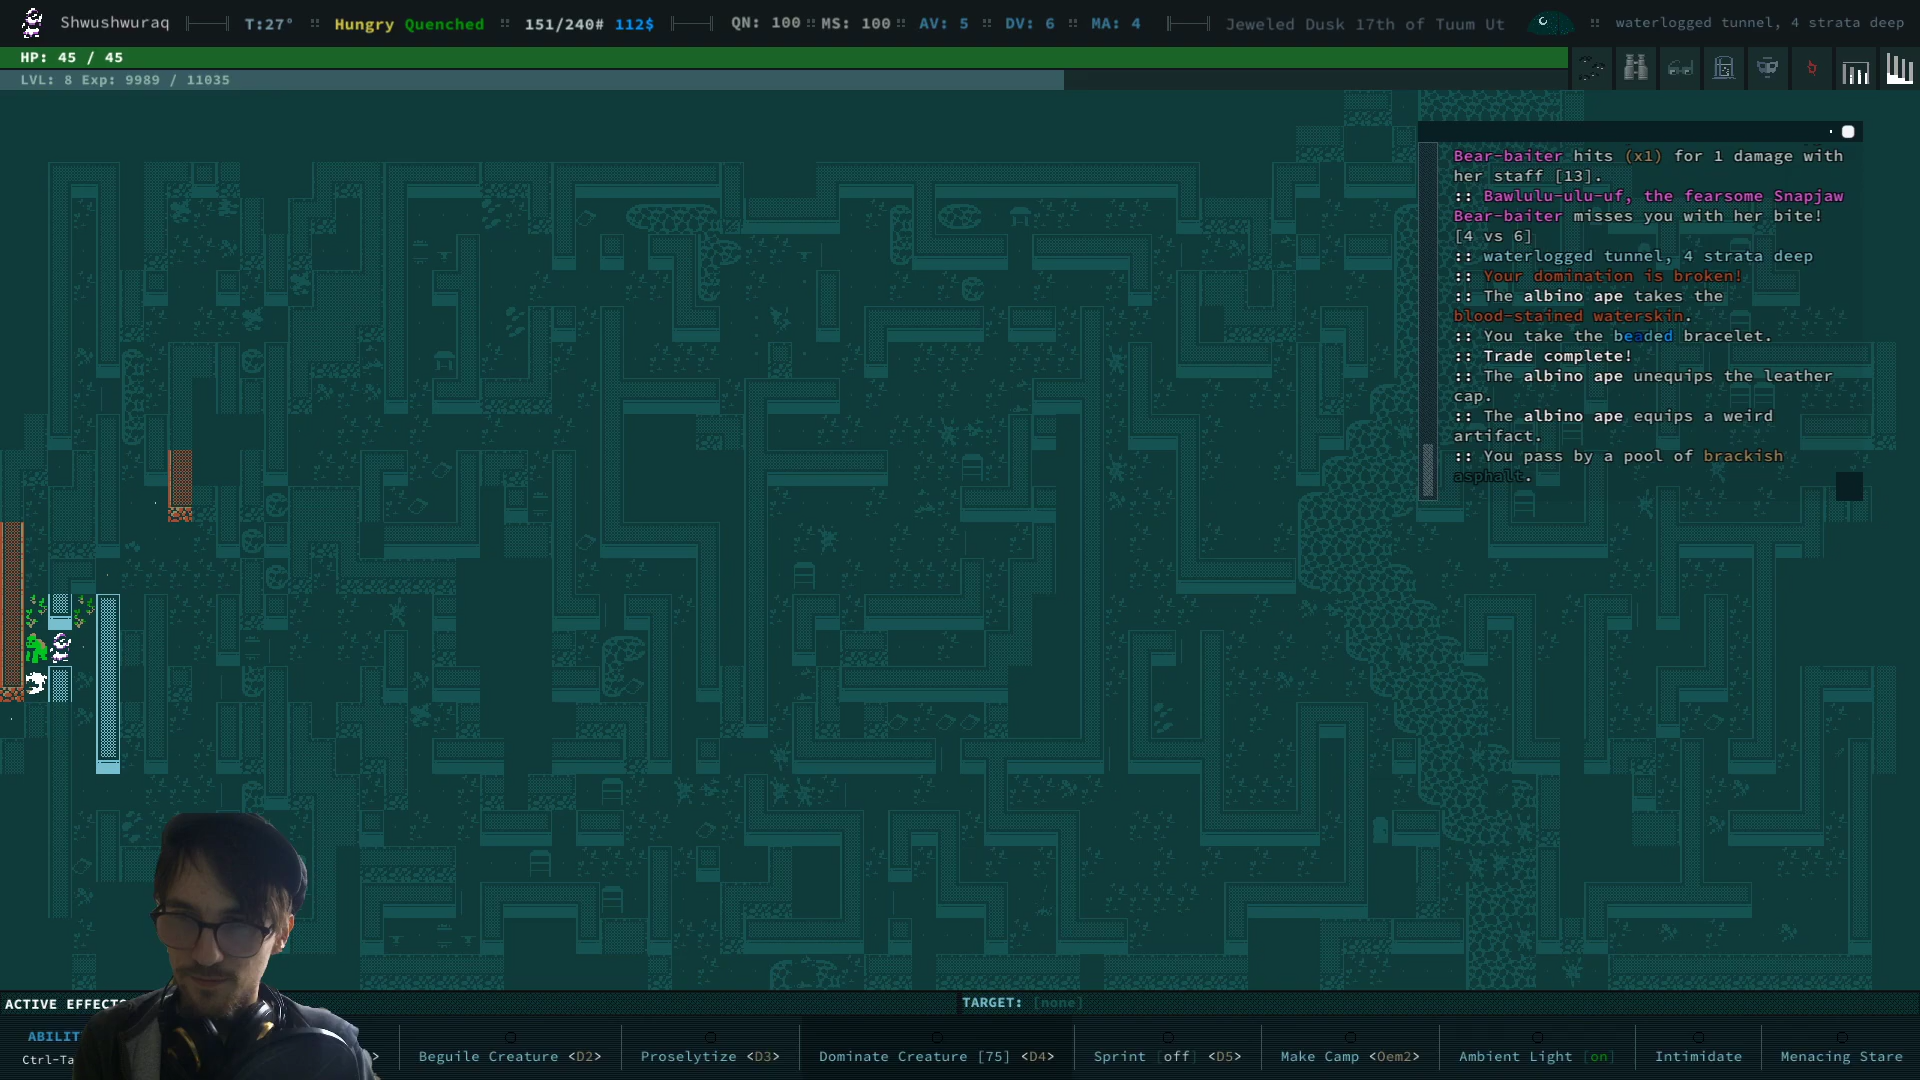 Shwushwuraq T:27° :: Hungry Quenched :: 151/240# 112$ QN: 100 :: MS: 100 :: AV: 5 :: DV: 6 :: MA: 4 Jeweled Dusk 17th of Tuum Ut :: waterlogged tunnel, 4 strata deep
HP: 45 / 45
LVL: 8 Exp: 9989 / 11035
Bear-baiter hits (x1) for 1 damage with
her staff [13].
:: Bawlulu-ulu-uf, the fearsome Snapjaw
Bear-baiter misses you with her bite!
[4 vs 6]
:: waterlogged tunnel, 4 strata deep
:: Your domination is broken!
:: The albino ape takes the
blood-stained waterskin.
:: You take the beaded bracelet.
:: Trade complete!
:: The albino ape unequips the leather
cap.
:: The albino ape equips a weird
artifact.
:: You pass by a pool of brackish
asphalt.
ACTIVE EFFECTS TARGET: [none]
ABILIT
Ctrl-Ta > Beguile Creature <D2> Proselytize <D3> Dominate Creature [75] <D4> Sprint [off] <D5> Make Camp <Oem2> Ambient Light [on] Intimidate Menacing Stare